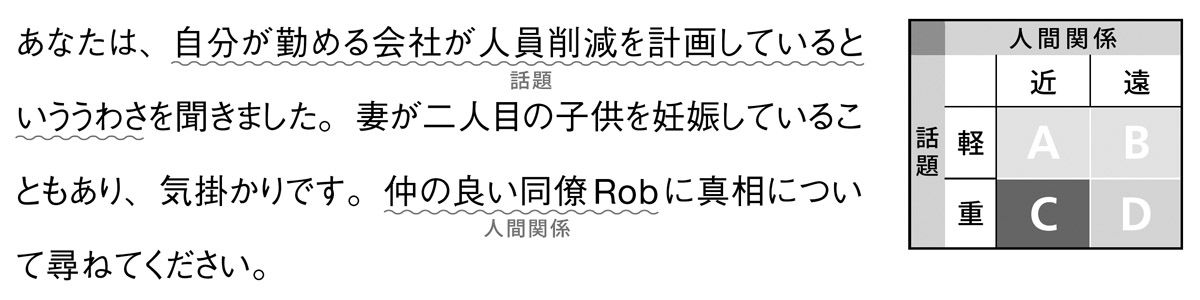 あなたは、自分が勤める会社が人員削減を計画していると
話題
いううわさを聞きました。妻が二人目の子供を妊娠しているこ
ともあり、気掛かりです。仲の良い同僚Robに真相につい
人間関係
て尋ねてください。
人間関係
近 遠
話題
軽 A B
重 C D